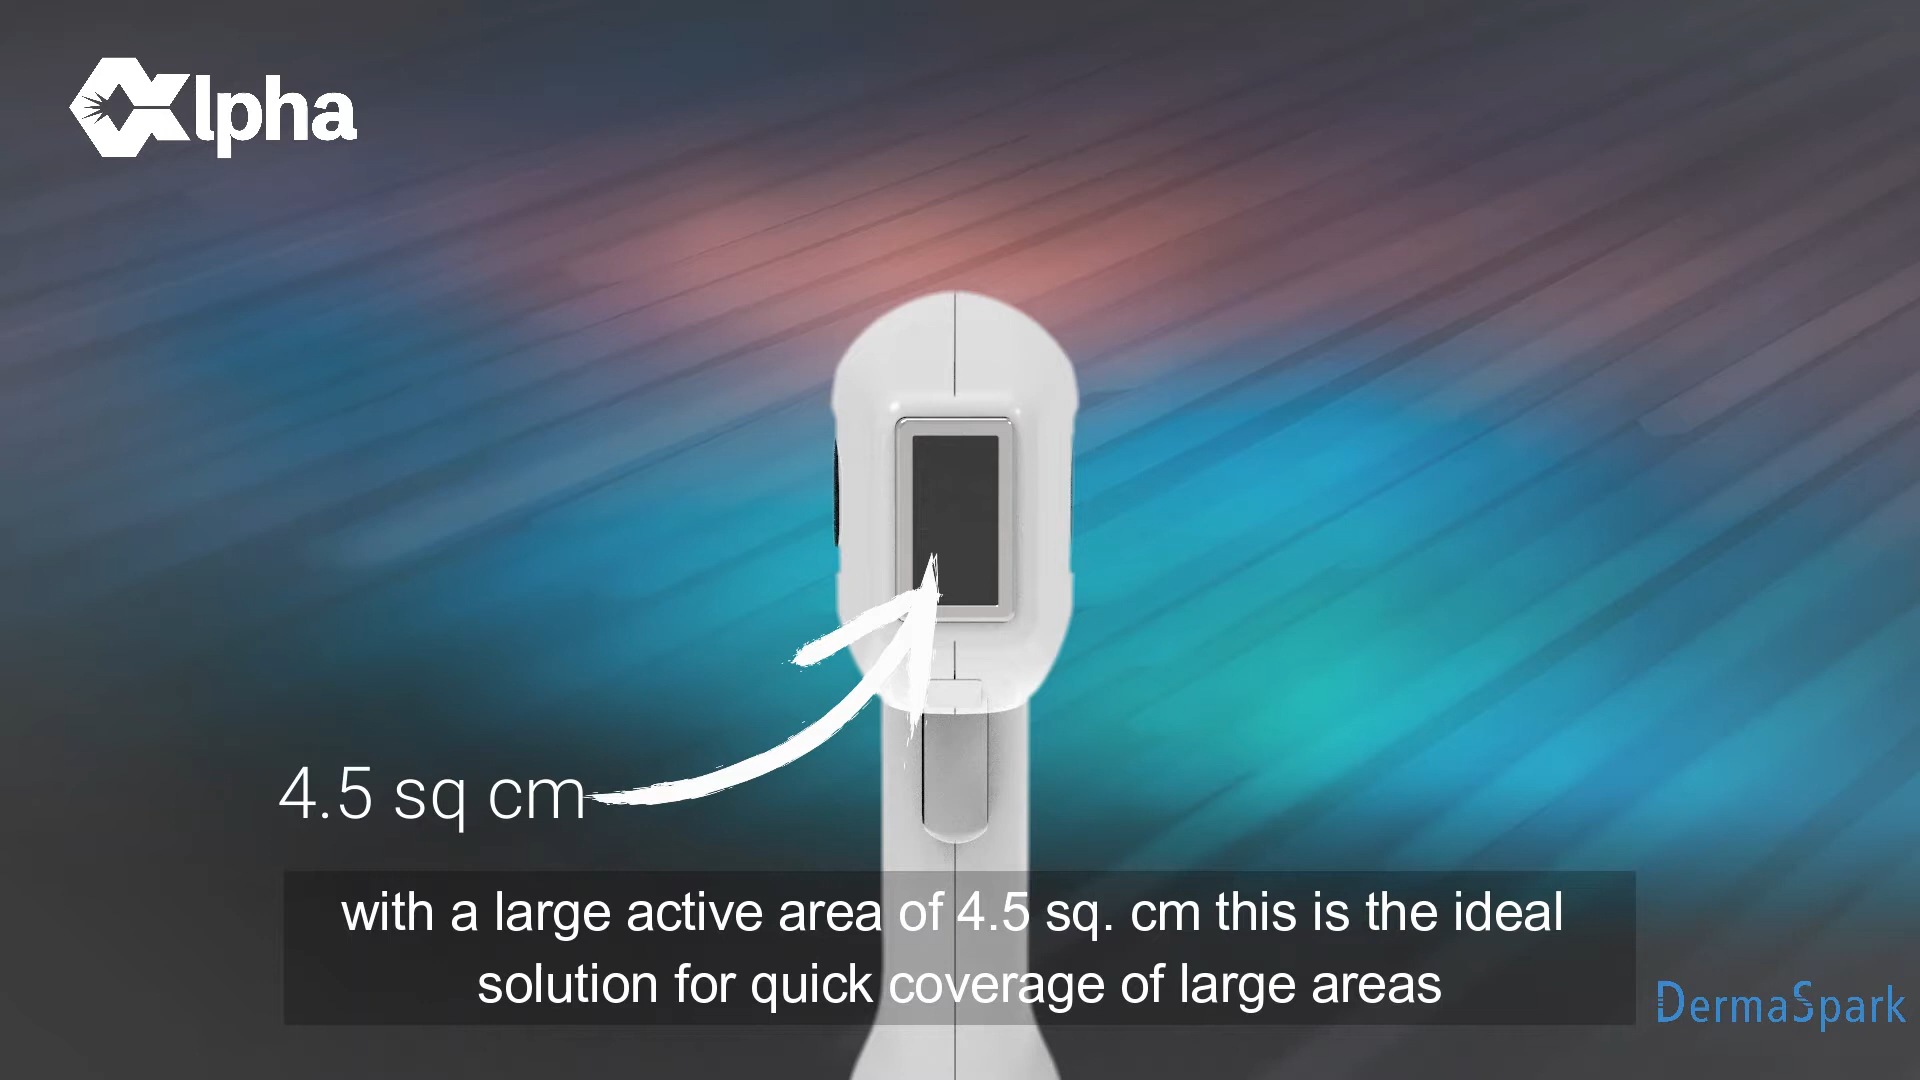 αlpha
4.5 sq cm
with a large active area of 4.5 sq. cm this is the ideal
solution for quick coverage of large areas
DermaSpark